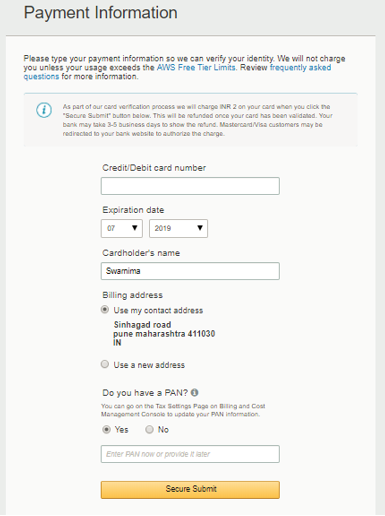 Payment Information
Please type your payment information so we can verify your identity. We will not charge
you unless your usage exceeds the AWS Free Tier Limits. Review frequently asked
questions for more information.
As part of our card verification process we will charge INR 2 on your card when you click the
"Secure Submit" button below. This will be refunded once your card has been validated. Your
bank may take 3-5 business days to show the refund. Mastercard/Visa customers may be
redirected to your bank website to authorize the charge.
Credit/Debit card number
Expiration date
07 2019
Cardholder's name
Swarnima
Billing address
Use my contact address
Sinhagad road
pune maharashtra 411030
IN
Use a new address
Do you have a PAN?
You can go on the Tax Settings Page on Billing and Cost
Management Console to update your PAN information.
Yes No
Enter PAN now or provide it later
Secure Submit